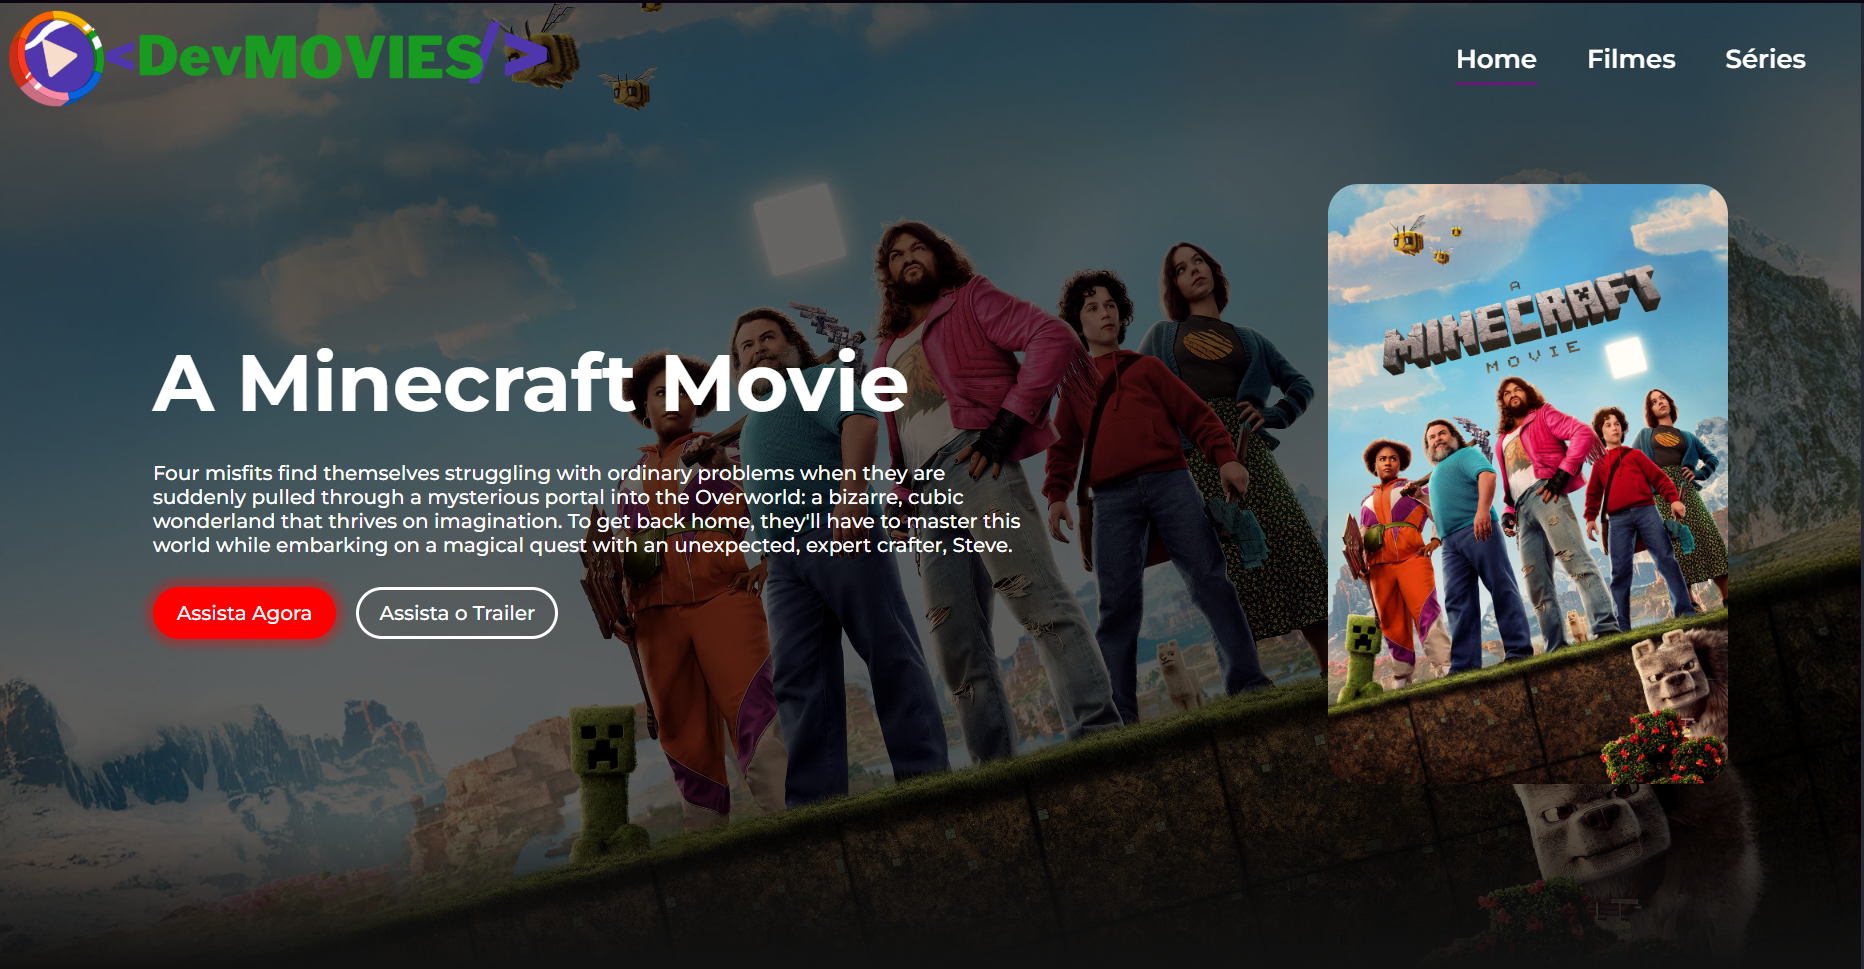 <DevMOVIES/>
Home Filmes Séries
A
MINECRAFT
MOVIE
A Minecraft Movie
Four misfits find themselves struggling with ordinary problems when they are
suddenly pulled through a mysterious portal into the Overworld: a bizarre, cubic
wonderland that thrives on imagination. To get back home, they'll have to master this
world while embarking on a magical quest with an unexpected, expert crafter, Steve.
Assista Agora Assista o Trailer